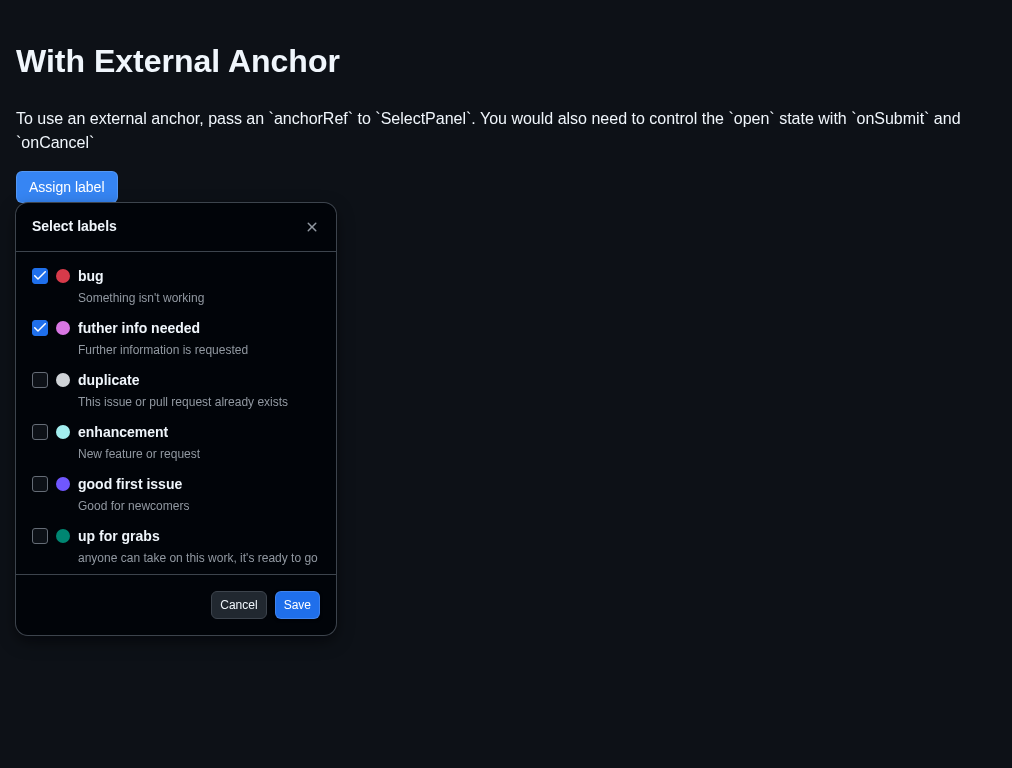 With External Anchor
To use an external anchor, pass an `anchorRef` to `SelectPanel`. You would also need to control the `open` state with `onSubmit` and
`onCancel`
Assign label
Select labels
bug
Something isn't working
futher info needed
Further information is requested
duplicate
This issue or pull request already exists
enhancement
New feature or request
good first issue
Good for newcomers
up for grabs
anyone can take on this work, it's ready to go
Cancel Save